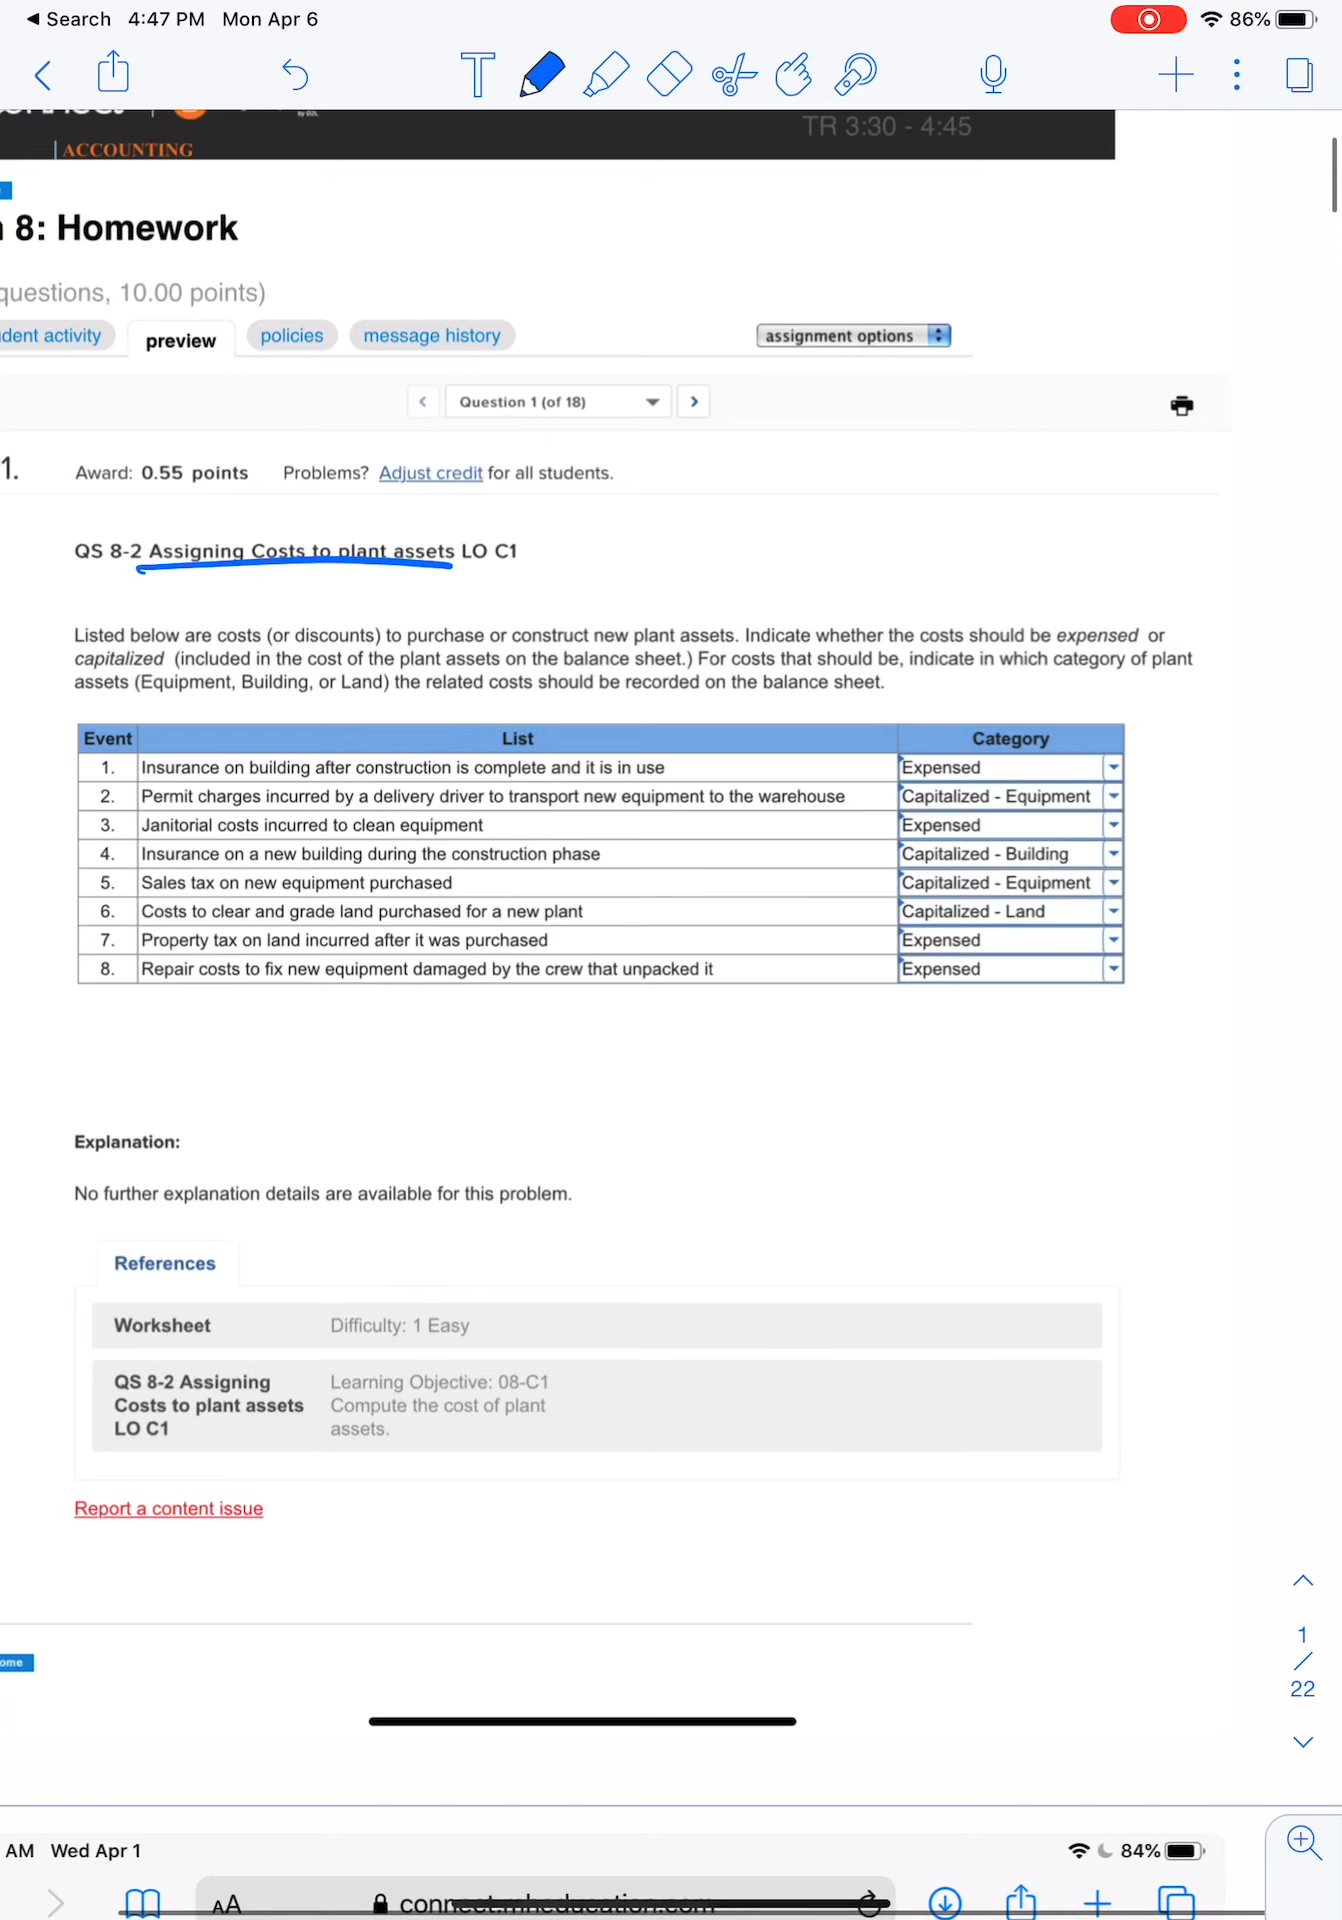 Search 4:47 PM Mon Apr 6
86%
T
by D2L
TR 3:30 - 4:45
ACCOUNTING
8: Homework
questions, 10.00 points)
dent activity
preview
policies
message history
assignment options
Question 1 (of 18)
1.
Award: 0.55 points Problems? Adjust credit for all students.
QS 8-2 Assigning Costs to plant assets LO C1
Listed below are costs (or discounts) to purchase or construct new plant assets. Indicate whether the costs should be expensed or
capitalized (included in the cost of the plant assets on the balance sheet.) For costs that should be, indicate in which category of plant
assets (Equipment, Building, or Land) the related costs should be recorded on the balance sheet.
Event List Category
1. Insurance on building after construction is complete and it is in use Expensed
2. Permit charges incurred by a delivery driver to transport new equipment to the warehouse Capitalized - Equipment
3. Janitorial costs incurred to clean equipment Expensed
4. Insurance on a new building during the construction phase Capitalized - Building
5. Sales tax on new equipment purchased Capitalized - Equipment
6. Costs to clear and grade land purchased for a new plant Capitalized - Land
7. Property tax on land incurred after it was purchased Expensed
8. Repair costs to fix new equipment damaged by the crew that unpacked it Expensed
Explanation:
No further explanation details are available for this problem.
References
Worksheet Difficulty: 1 Easy
QS 8-2 Assigning Learning Objective: 08-C1
Costs to plant assets Compute the cost of plant
LO C1 assets.
Report a content issue
1
/
22
ome
AM Wed Apr 1
84%
AA
connect.mheducation.com